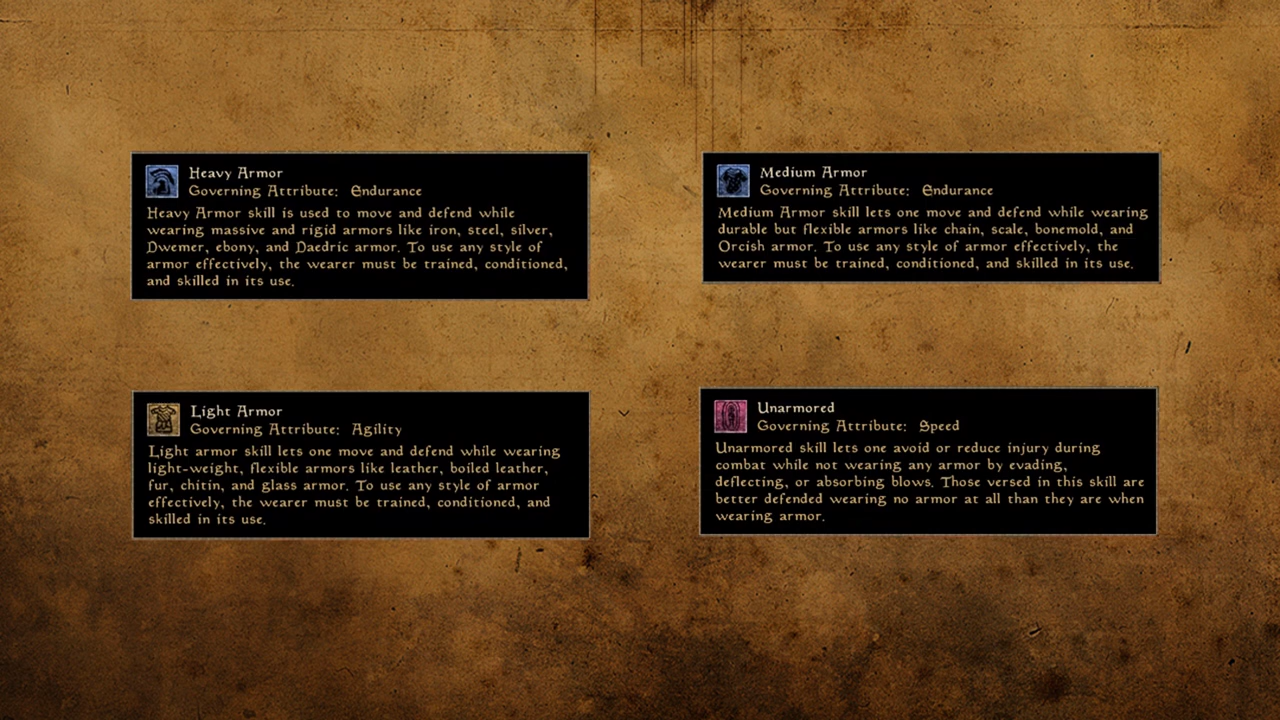 Heavy Armor
Governing Attribute: Endurance
Heavy Armor skill is used to move and defend while
wearing massive and rigid armors like iron, steel, silver,
Dwemer, ebony, and Daedric armor. To use any style of
armor effectively, the wearer must be trained, conditioned,
and skilled in its use.
Medium Armor
Governing Attribute: Endurance
Medium Armor skill lets one move and defend while wearing
durable but flexible armors like chain, scale, bonemold, and
Orcish armor. To use any style of armor effectively, the
wearer must be trained, conditioned, and skilled in its use.
Light Armor
Governing Attribute: Agility
Light armor skill lets one move and defend while wearing
light-weight, flexible armors like leather, boiled leather,
fur, chitin, and glass armor. To use any style of armor
effectively, the wearer must be trained, conditioned, and
skilled in its use.
Unarmored
Governing Attribute: Speed
Unarmored skill lets one avoid or reduce injury during
combat while not wearing any armor by evading,
deflecting, or absorbing blows. Those versed in this skill are
better defended wearing no armor at all than they are when
wearing armor.